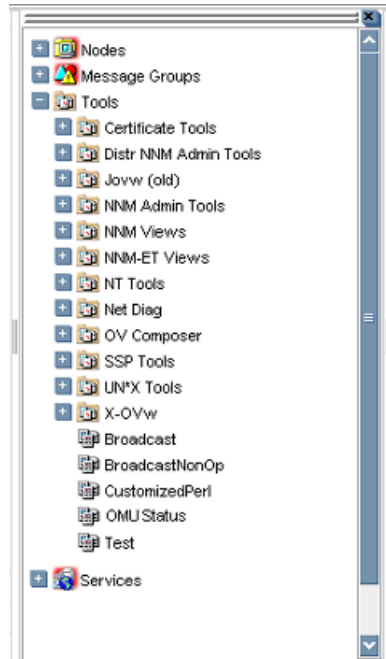 Nodes
Message Groups
Tools
Certificate Tools
Distr NNM Admin Tools
Jovw (old)
NNM Admin Tools
NNM Views
NNM-ET Views
NT Tools
Net Diag
OV Composer
SSP Tools
UN*X Tools
X-OVw
Broadcast
BroadcastNonOp
CustomizedPerl
OMU Status
Test
Services